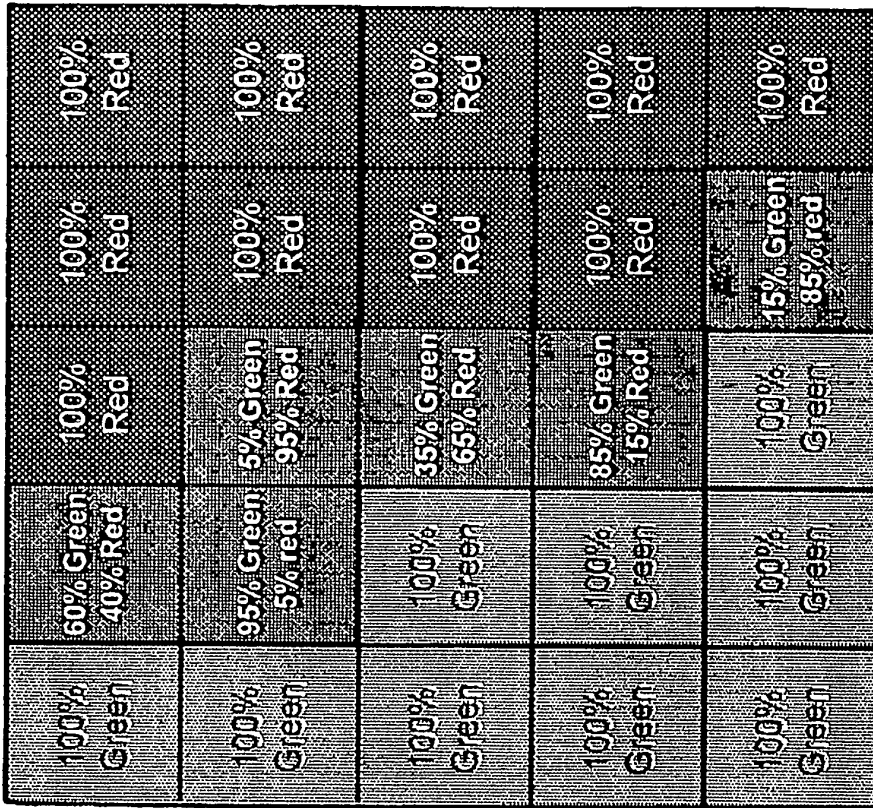 100%
Green
100%
Green
100%
Green
100%
Green
100%
Green
100%
Green
100%
Green
100%
Green
95% Green
5% red
60% Green
40% Red
100%
Green
85% Green
15% Red
35% Green
65% Red
5% Green
95% Red
100%
Red
15% Green
85% red
100%
Red
100%
Red
100%
Red
100%
Red
100%
Red
100%
Red
100%
Red
100%
Red
100%
Red